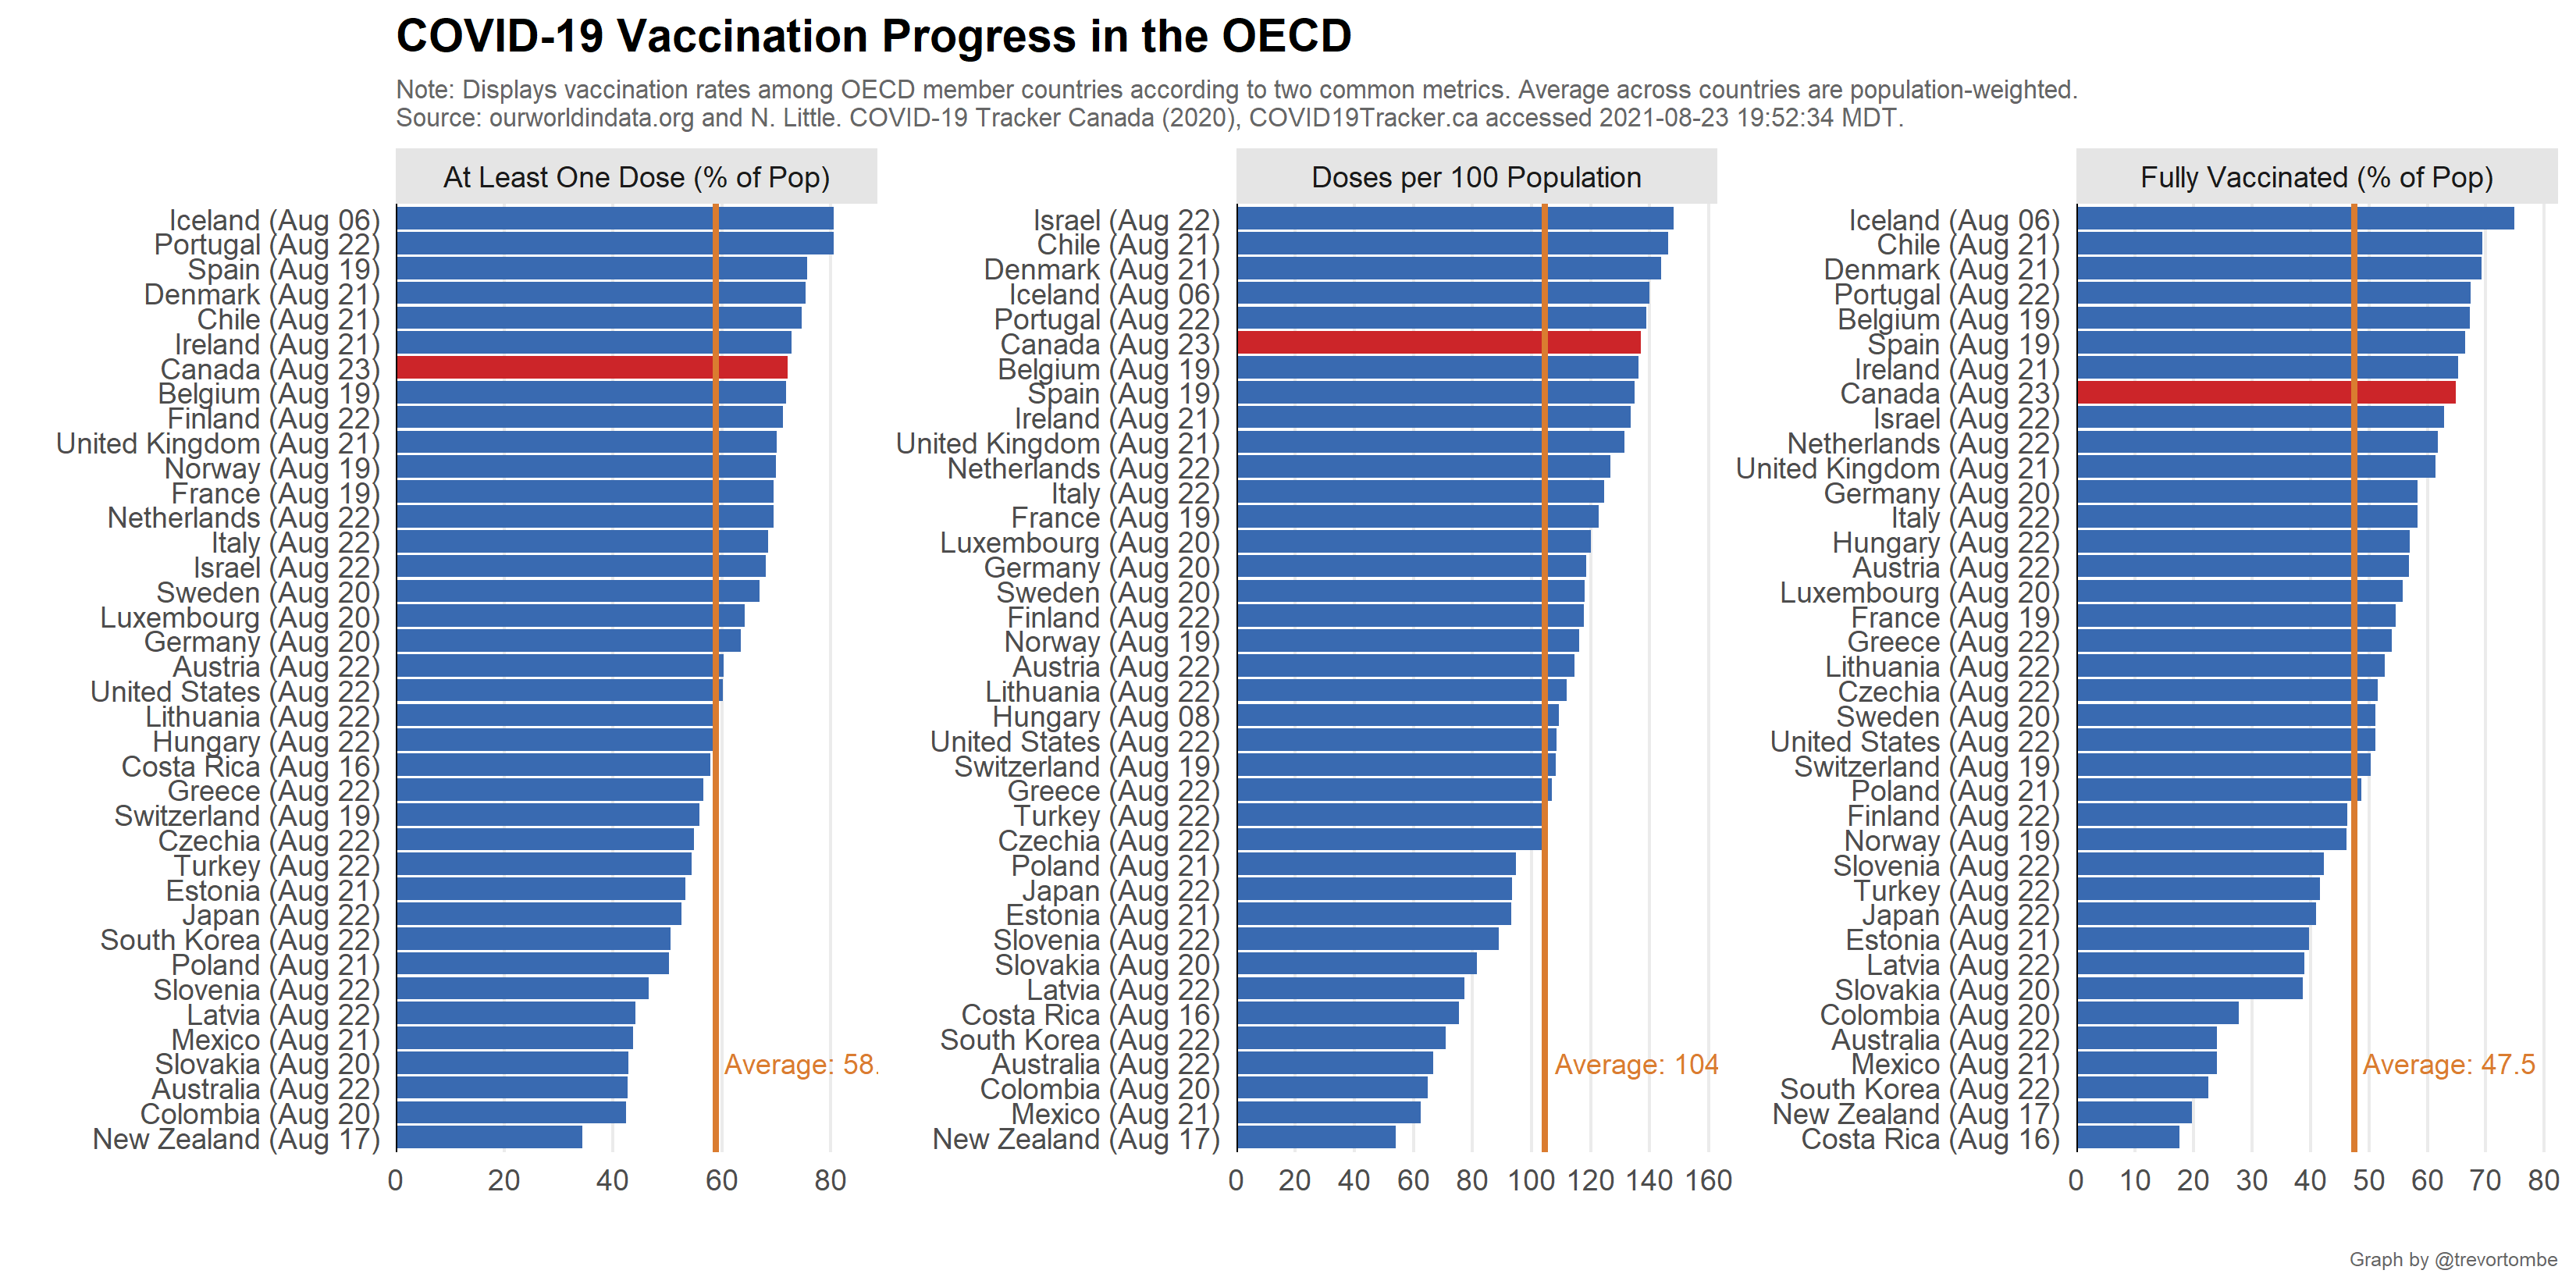 COVID-19 Vaccination Progress in the OECD
Note: Displays vaccination rates among OECD member countries according to two common metrics. Average across countries are population-weighted.
Source: ourworldindata.org and N. Little. COVID-19 Tracker Canada (2020), COVID19Tracker.ca accessed 2021-08-23 19:52:34 MDT.
At Least One Dose (% of Pop)
Iceland (Aug 06)
Portugal (Aug 22)
Spain (Aug 19)
Denmark (Aug 21)
Chile (Aug 21)
Ireland (Aug 21)
Canada (Aug 23)
Belgium (Aug 19)
Finland (Aug 22)
United Kingdom (Aug 21)
Norway (Aug 19)
France (Aug 19)
Netherlands (Aug 22)
Italy (Aug 22)
Israel (Aug 22)
Sweden (Aug 20)
Luxembourg (Aug 20)
Germany (Aug 20)
Austria (Aug 22)
United States (Aug 22)
Lithuania (Aug 22)
Hungary (Aug 22)
Costa Rica (Aug 16)
Greece (Aug 22)
Switzerland (Aug 19)
Czechia (Aug 22)
Turkey (Aug 22)
Estonia (Aug 21)
Japan (Aug 22)
South Korea (Aug 22)
Poland (Aug 21)
Slovenia (Aug 22)
Latvia (Aug 22)
Mexico (Aug 21)
Slovakia (Aug 20)
Australia (Aug 22)
Colombia (Aug 20)
New Zealand (Aug 17)
Average: 58.
0 20 40 60 80
Doses per 100 Population
Israel (Aug 22)
Chile (Aug 21)
Denmark (Aug 21)
Iceland (Aug 06)
Portugal (Aug 22)
Canada (Aug 23)
Belgium (Aug 19)
Spain (Aug 19)
Ireland (Aug 21)
United Kingdom (Aug 21)
Netherlands (Aug 22)
Italy (Aug 22)
France (Aug 19)
Luxembourg (Aug 20)
Germany (Aug 20)
Sweden (Aug 20)
Finland (Aug 22)
Norway (Aug 19)
Austria (Aug 22)
Lithuania (Aug 22)
Hungary (Aug 08)
United States (Aug 22)
Switzerland (Aug 19)
Greece (Aug 22)
Turkey (Aug 22)
Czechia (Aug 22)
Poland (Aug 21)
Japan (Aug 22)
Estonia (Aug 21)
Slovenia (Aug 22)
Slovakia (Aug 20)
Latvia (Aug 22)
Costa Rica (Aug 16)
South Korea (Aug 22)
Australia (Aug 22)
Colombia (Aug 20)
Mexico (Aug 21)
New Zealand (Aug 17)
Average: 104
0 20 40 60 80 100 120 140 160
Fully Vaccinated (% of Pop)
Iceland (Aug 06)
Chile (Aug 21)
Denmark (Aug 21)
Portugal (Aug 22)
Belgium (Aug 19)
Spain (Aug 19)
Ireland (Aug 21)
Canada (Aug 23)
Israel (Aug 22)
Netherlands (Aug 22)
United Kingdom (Aug 21)
Germany (Aug 20)
Italy (Aug 22)
Hungary (Aug 22)
Austria (Aug 22)
Luxembourg (Aug 20)
France (Aug 19)
Greece (Aug 22)
Lithuania (Aug 22)
Czechia (Aug 22)
Sweden (Aug 20)
United States (Aug 22)
Switzerland (Aug 19)
Poland (Aug 21)
Finland (Aug 22)
Norway (Aug 19)
Slovenia (Aug 22)
Turkey (Aug 22)
Japan (Aug 22)
Estonia (Aug 21)
Latvia (Aug 22)
Slovakia (Aug 20)
Colombia (Aug 20)
Australia (Aug 22)
Mexico (Aug 21)
South Korea (Aug 22)
New Zealand (Aug 17)
Costa Rica (Aug 16)
Average: 47.5
0 10 20 30 40 50 60 70 80
Graph by @trevortombe